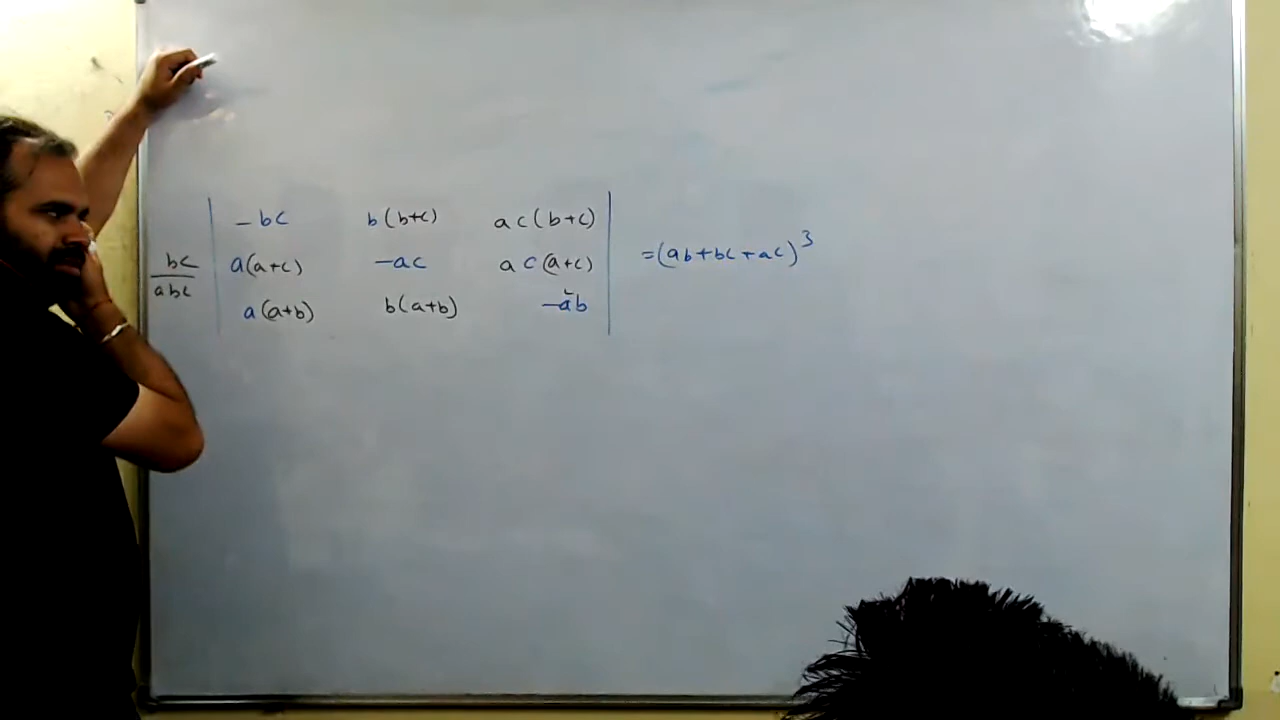 -bc b(b+c) ac(b+c)
bc/abc a(a+c) -ac ac(a+c) =(ab+bc+ac)³
a(a+b) b(a+b) -a²b